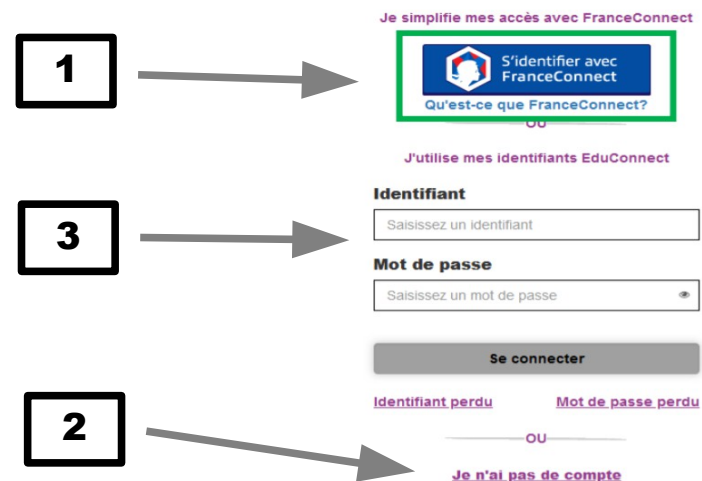 Je simplifie mes accès avec FranceConnect
1
S'identifier avec
FranceConnect
Qu'est-ce que FranceConnect?
OU
J'utilise mes identifiants EduConnect
Identifiant
3
Saisissez un identifiant
Mot de passe
Saisissez un mot de passe
Se connecter
Identifiant perdu Mot de passe perdu
2
OU
Je n'ai pas de compte